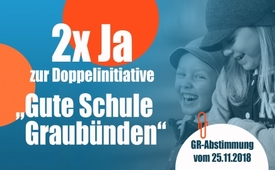 2x Ja
zur Doppelinitiative
„Gute Schule
Graubünden“
GR-Abstimmung
vom 25.11.2018